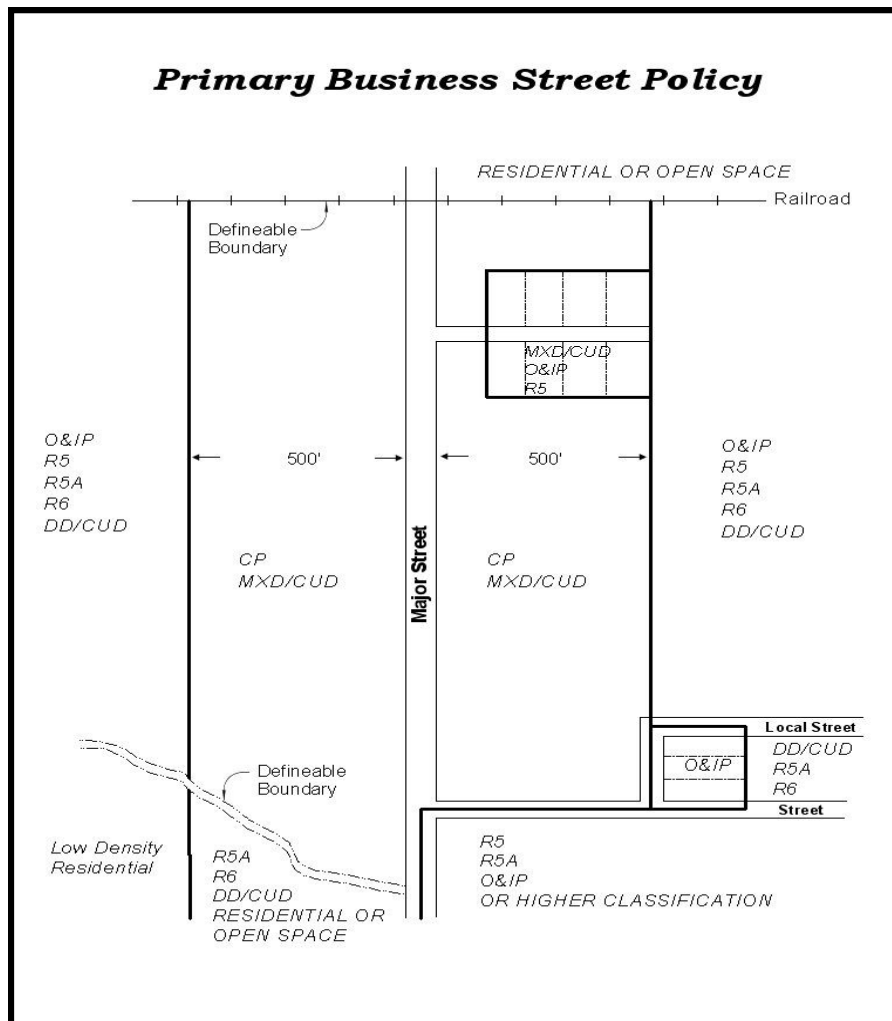 Primary Business Street Policy
RESIDENTIAL OR OPEN SPACE
Railroad
Defineable
Boundary
MXD/CUD
O&IP
R5
O&IP
R5
R5A
R6
DD/CUD
500'
500'
O&IP
R5
R5A
R6
DD/CUD
CP
MXD/CUD
Major Street
CP
MXD/CUD
Local Street
DD/CUD
R5A
R6
O&IP
Street
Defineable
Boundary
Low Density
Residential
R5A
R6
DD/CUD
RESIDENTIAL OR
OPEN SPACE
R5
R5A
O&IP
OR HIGHER CLASSIFICATION